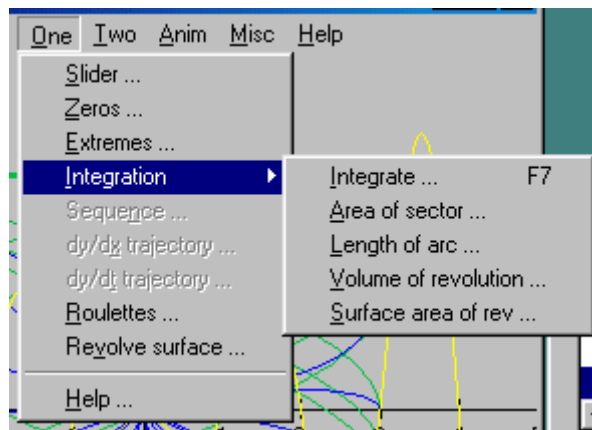 One Two Anim Misc Help
Slider ...
Zeros ...
Extremes ...
Integration
Sequence ...
dy/dx trajectory ...
dy/dt trajectory ...
Roulettes ...
Revolve surface ...
Help ...
Integrate ... F7
Area of sector ...
Length of arc ...
Volume of revolution ...
Surface area of rev ...